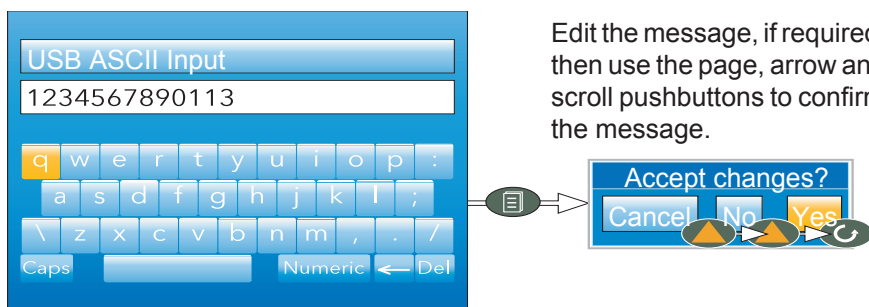 USB ASCII Input
1234567890113
q w e r t y u i o p :
a s d f g h j k l ;
\ z x c v b n m , . /
Caps Numeric ← Del
Edit the message, if required
then use the page, arrow an
scroll pushbuttons to confirm
the message.
Accept changes?
Cancel No Yes